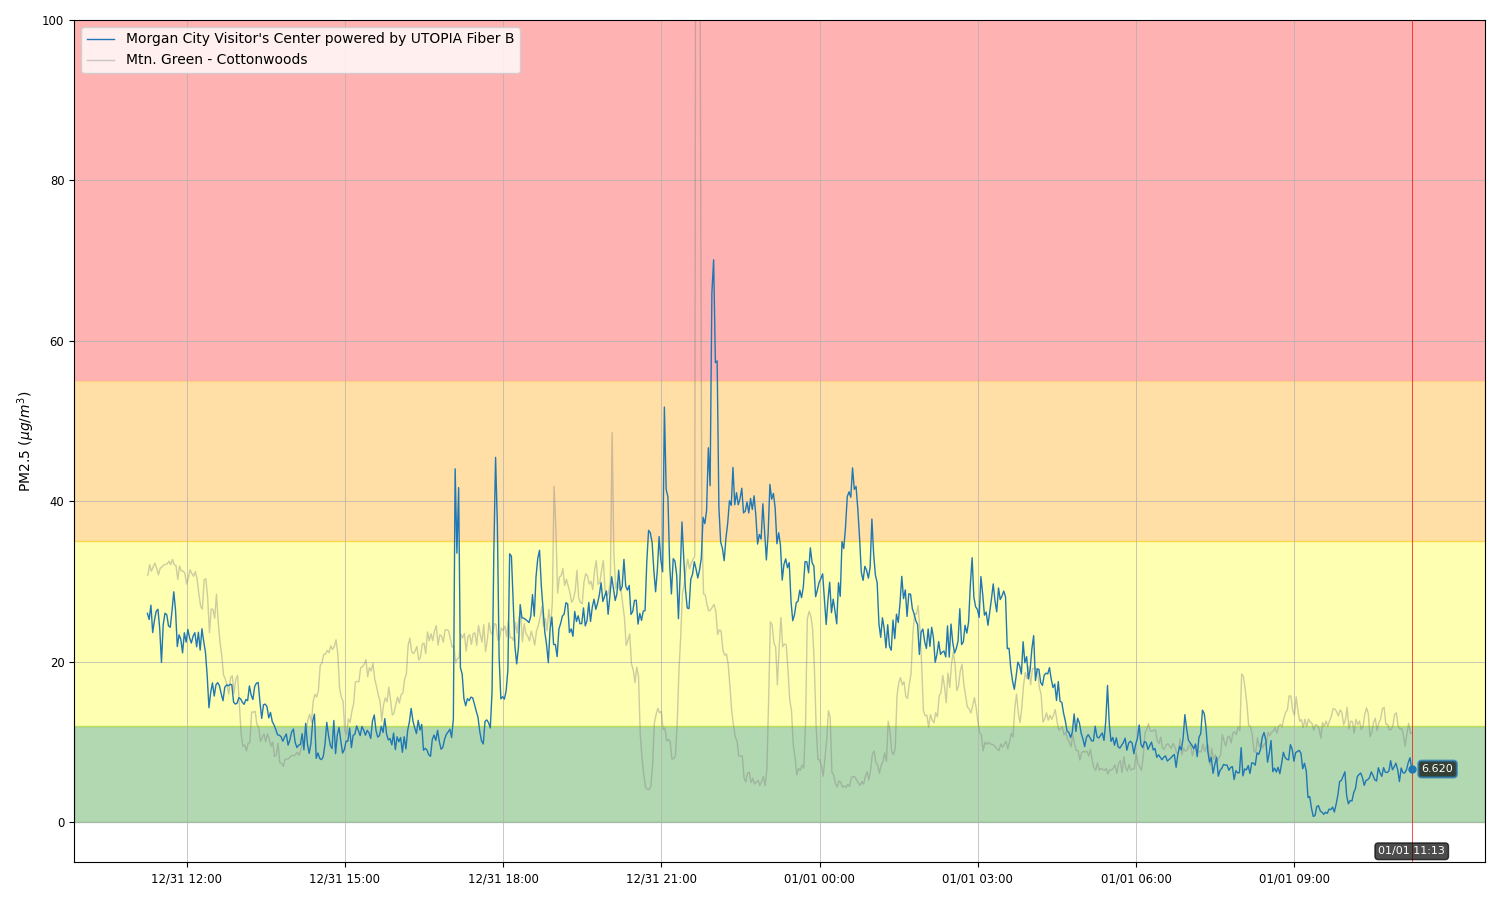 100
Morgan City Visitor's Center powered by UTOPIA Fiber B
Mtn. Green - Cottonwoods
80
60
PM2.5 (μg/m³)
40
20
6.620
0
01/01 11:13
12/31 12:00 12/31 15:00 12/31 18:00 12/31 21:00 01/01 00:00 01/01 03:00 01/01 06:00 01/01 09:00